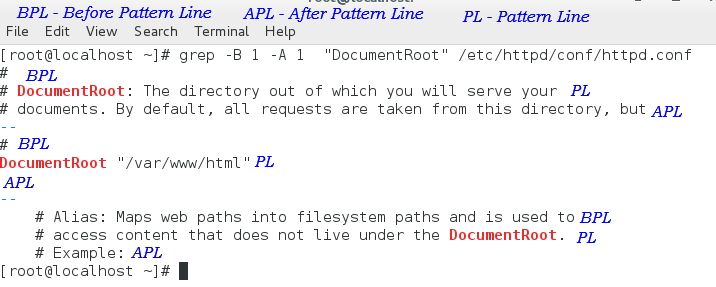 root@localhost:
BPL - Before Pattern Line APL - After Pattern Line PL - Pattern Line
File Edit View Search Terminal Help
[root@localhost ~]# grep -B 1 -A 1  "DocumentRoot" /etc/httpd/conf/httpd.conf
# BPL
# DocumentRoot: The directory out of which you will serve your PL
# documents. By default, all requests are taken from this directory, but APL
--
# BPL
DocumentRoot "/var/www/html" PL
APL
--
# Alias: Maps web paths into filesystem paths and is used to BPL
# access content that does not live under the DocumentRoot. PL
# Example: APL
[root@localhost ~]#